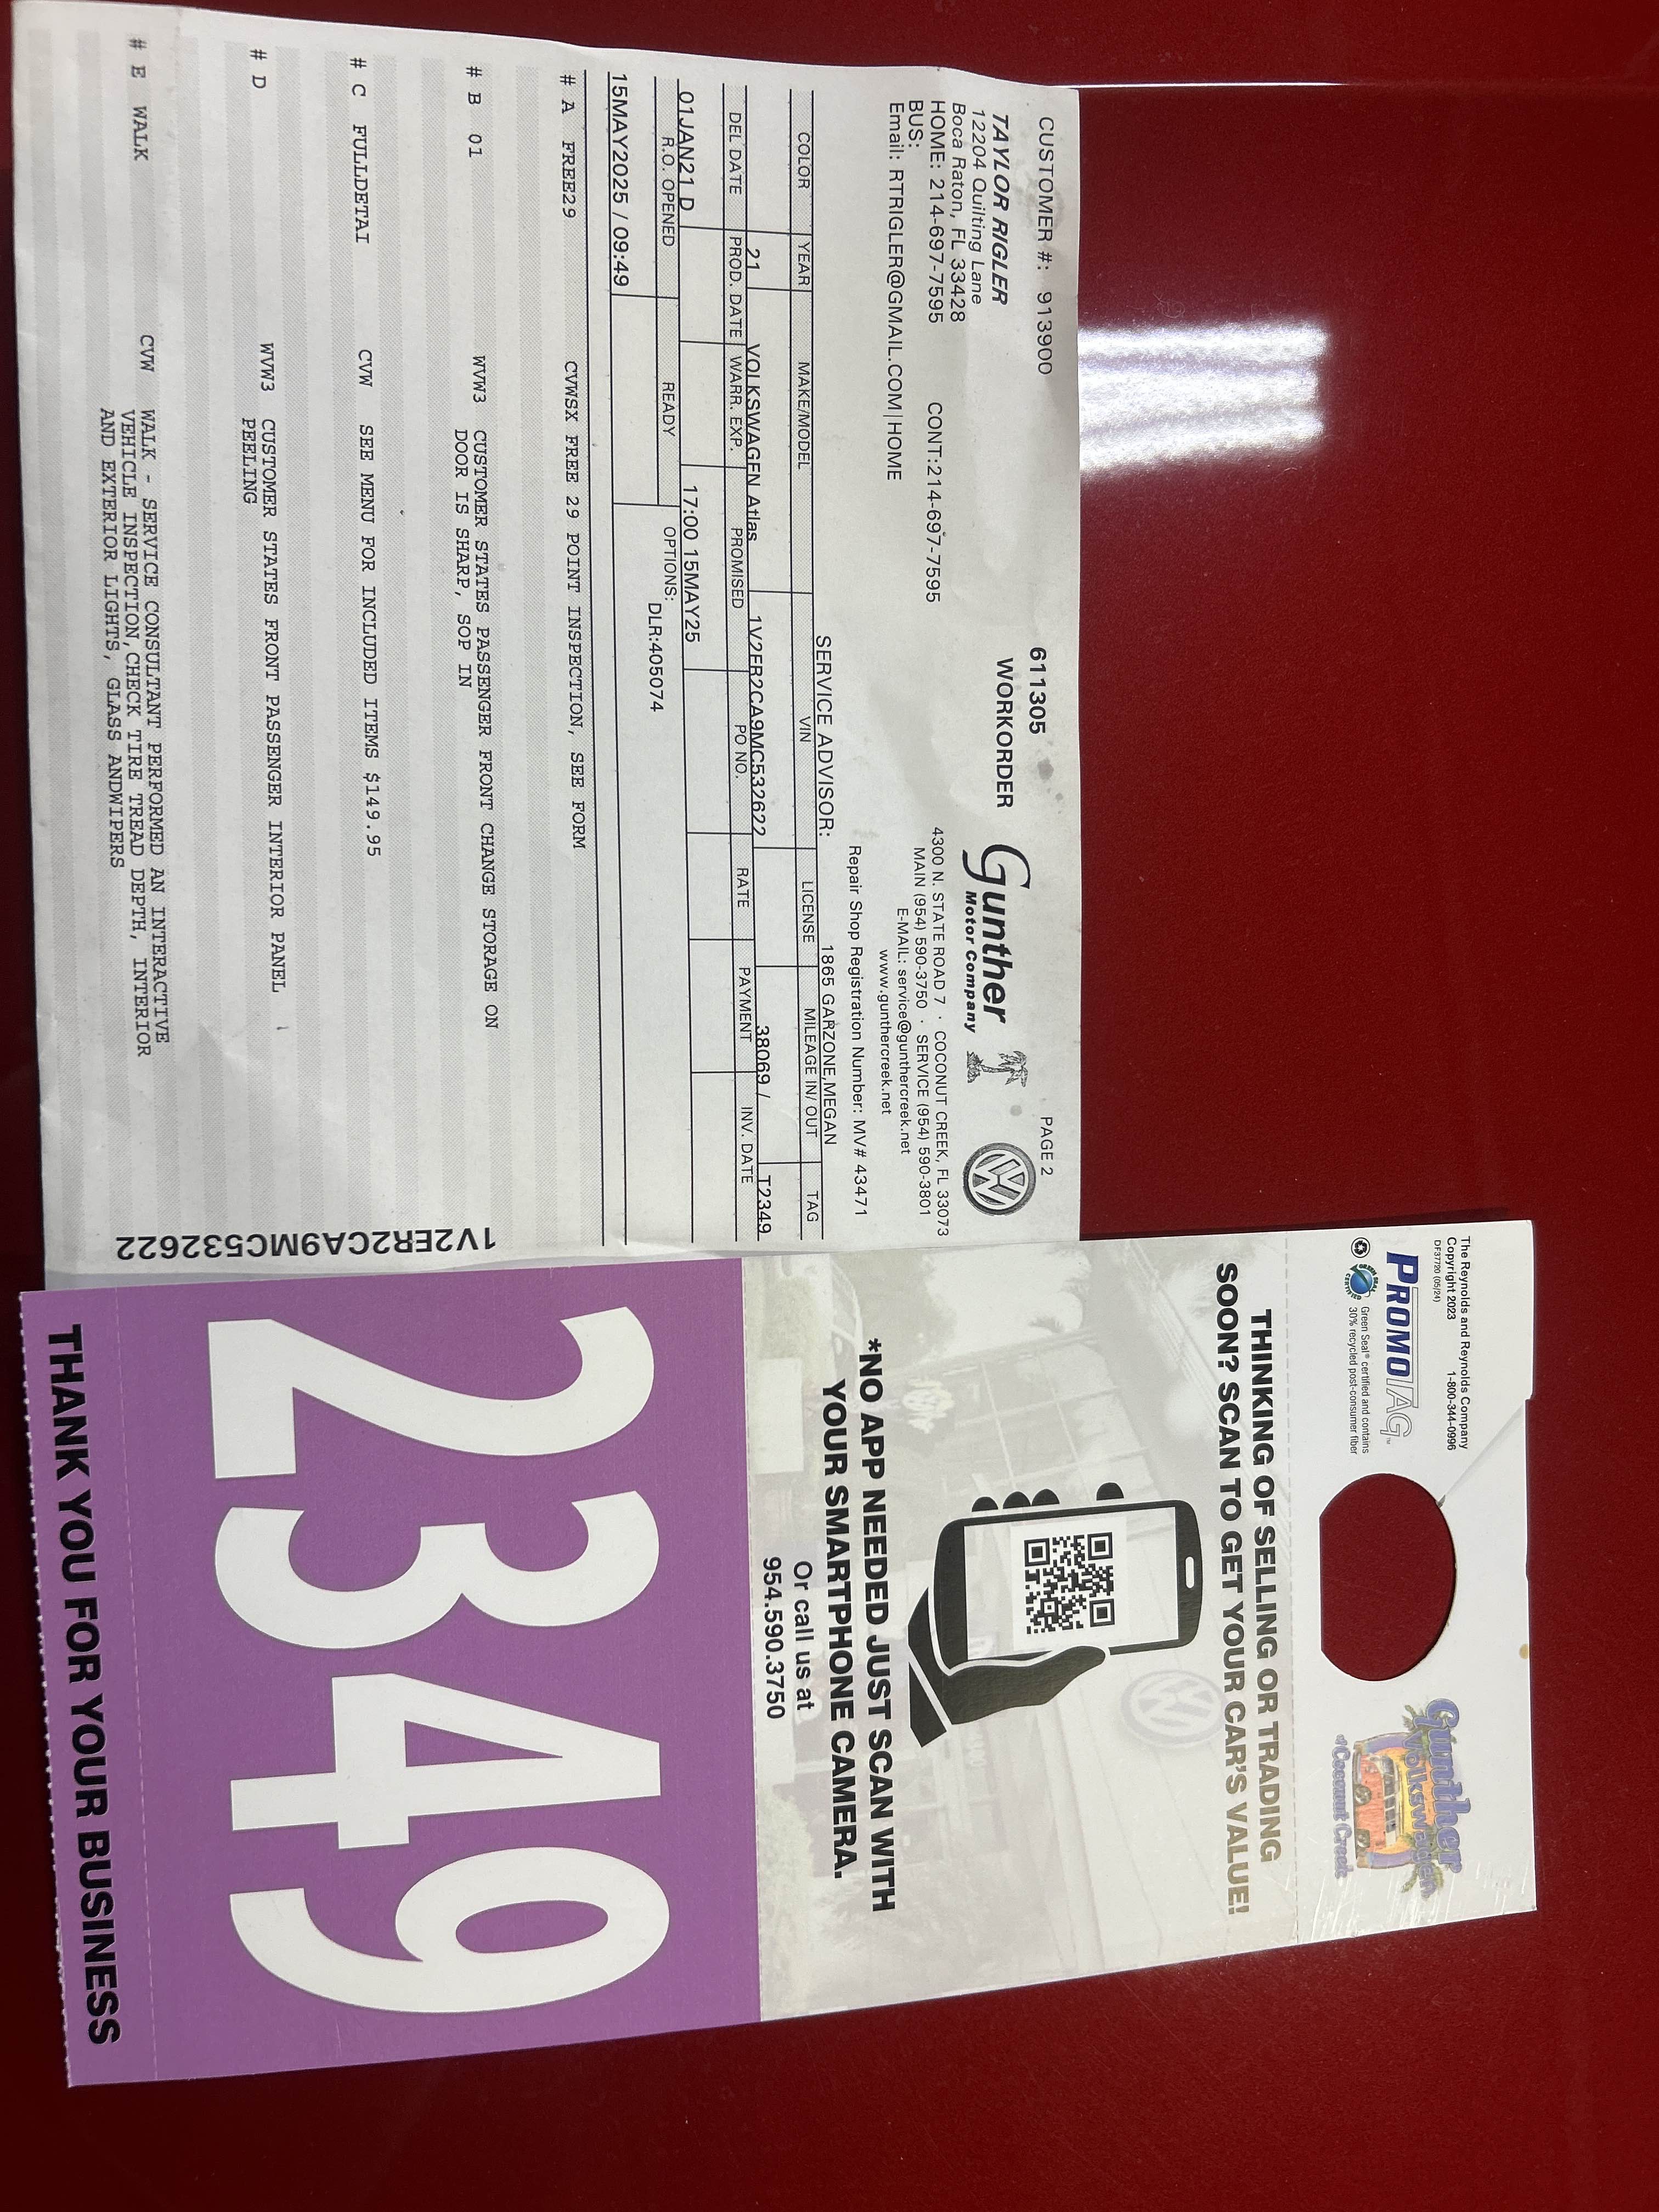 CUSTOMER #: 913900
611305
PAGE 2
TAYLOR RIGLER
WORKORDER
Gunther
Motor Company
12204 Quilting Lane
Boca Raton, FL 33428
HOME: 214-697-7595 CONT:214-697-7595
BUS:
Email: RTRIGLER@GMAIL.COM|HOME
4300 N. STATE ROAD 7 · COCONUT CREEK, FL 33073
MAIN (954) 590-3750 · SERVICE (954) 590-3801
E-MAIL: service@gunthercreek.net
www.gunthercreek.net
Repair Shop Registration Number: MV# 43471
SERVICE ADVISOR: 1865 GARZONE,MEGAN
COLOR YEAR MAKE/MODEL VIN LICENSE MILEAGE IN/ OUT TAG
21 VOLKSWAGEN Atlas 1V2ER2CA9MC532622 38069 / T2349
DEL DATE PROD. DATE WARR. EXP. PROMISED PO NO. RATE PAYMENT INV. DATE
01JAN21 D 17:00 15MAY25
R.O. OPENED READY OPTIONS: DLR:405074
15MAY2025 / 09:49
# A FREE29 CVWSX FREE 29 POINT INSPECTION, SEE FORM
# B 01 WVW3 CUSTOMER STATES PASSENGER FRONT CHANGE STORAGE ON
DOOR IS SHARP, SOP IN
# C FULLDETAI CVW SEE MENU FOR INCLUDED ITEMS $149.95
# D WVW3 CUSTOMER STATES FRONT PASSENGER INTERIOR PANEL
PEELING
# E WALK CVW WALK - SERVICE CONSULTANT PERFORMED AN INTERACTIVE
VEHICLE INSPECTION,CHECK TIRE TREAD DEPTH, INTERIOR
AND EXTERIOR LIGHTS, GLASS ANDWIPERS
1V2ER2CA9MC532622
The Reynolds and Reynolds Company
Copyright 2023 1-800-344-0996
DF37720 (05/24)
PROMOTAG™
Green Seal® certified and contains
30% recycled post-consumer fiber
Gunther
Volkswagen
of Coconut Creek
THINKING OF SELLING OR TRADING
SOON? SCAN TO GET YOUR CAR'S VALUE!
*NO APP NEEDED JUST SCAN WITH
YOUR SMARTPHONE CAMERA.
Or call us at
954.590.3750
2349
THANK YOU FOR YOUR BUSINESS